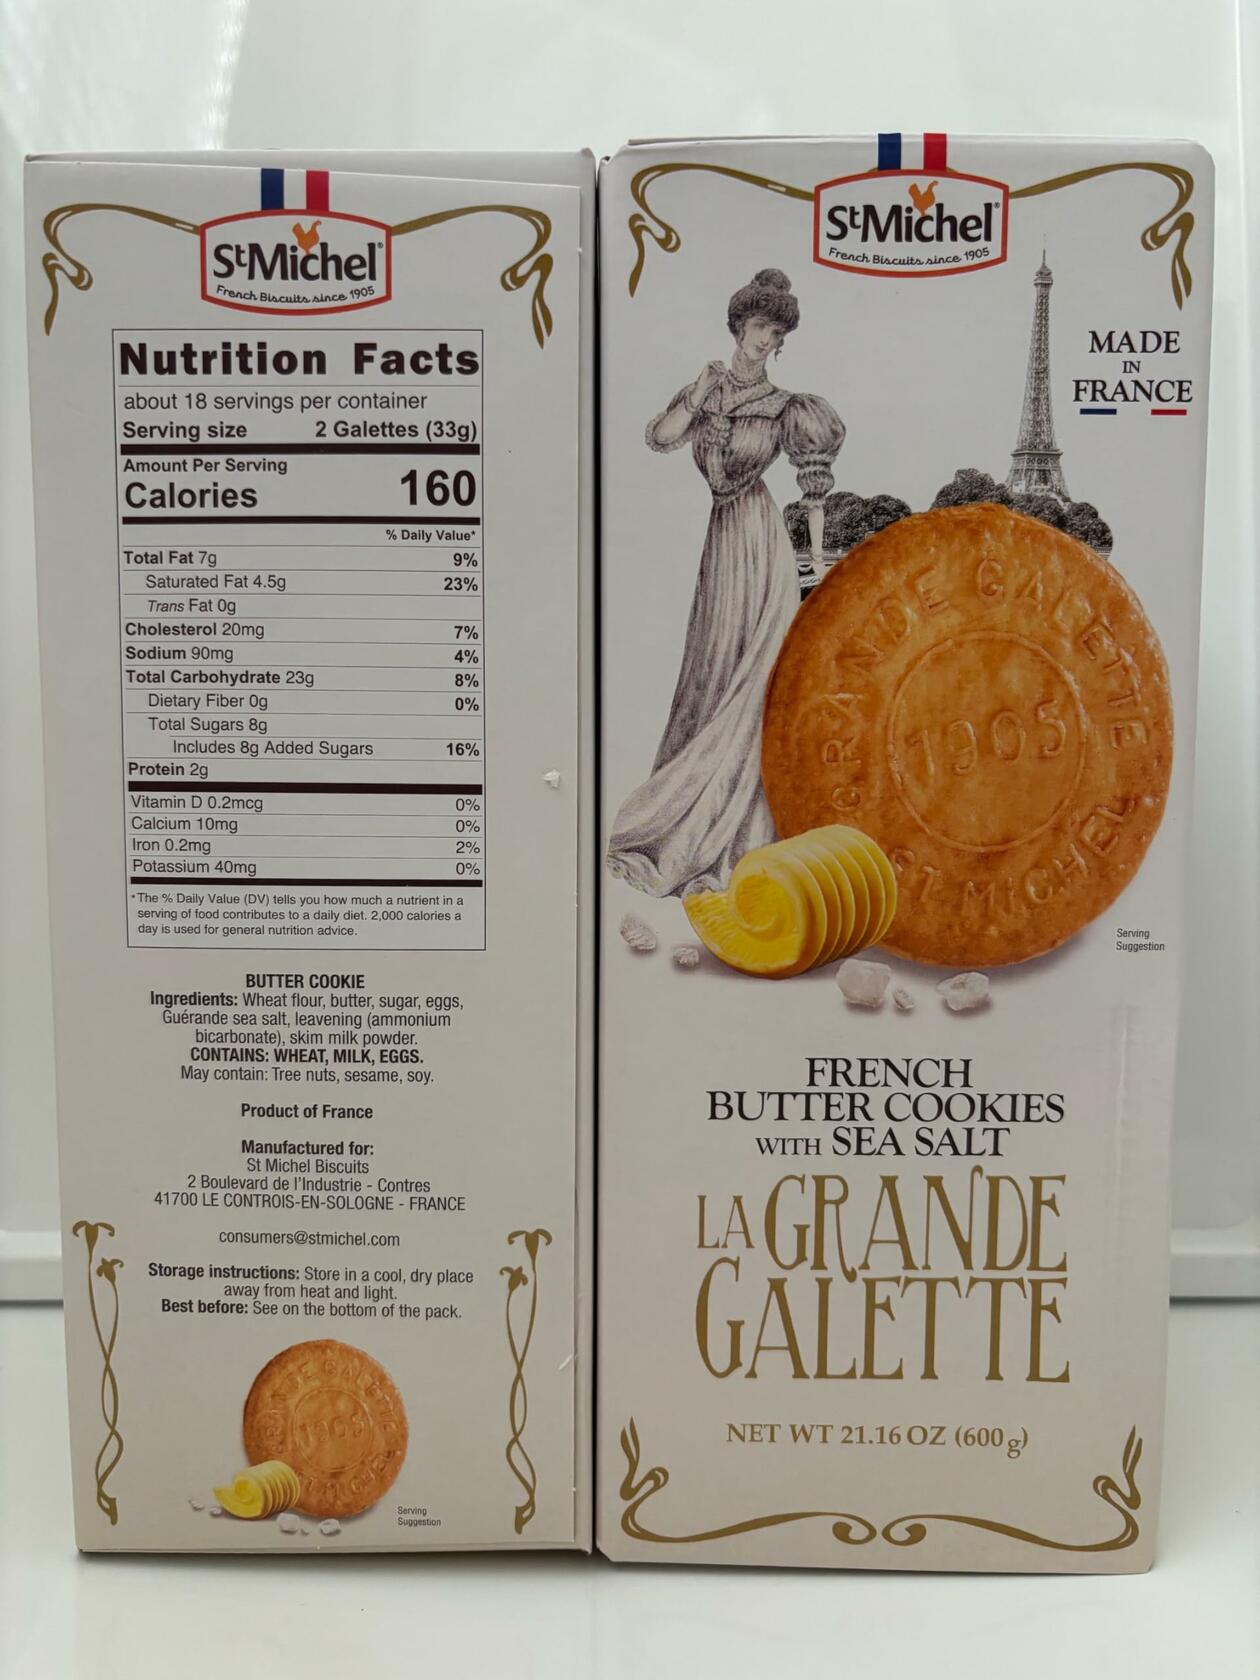 StMichel®
French Biscuits since 1905
Nutrition Facts
about 18 servings per container
Serving size 2 Galettes (33g)
Amount Per Serving
Calories 160
% Daily Value*
Total Fat 7g 9%
Saturated Fat 4.5g 23%
Trans Fat 0g
Cholesterol 20mg 7%
Sodium 90mg 4%
Total Carbohydrate 23g 8%
Dietary Fiber 0g 0%
Total Sugars 8g
Includes 8g Added Sugars 16%
Protein 2g
Vitamin D 0.2mcg 0%
Calcium 10mg 0%
Iron 0.2mg 2%
Potassium 40mg 0%
*The % Daily Value (DV) tells you how much a nutrient in a
serving of food contributes to a daily diet. 2,000 calories a
day is used for general nutrition advice.
BUTTER COOKIE
Ingredients: Wheat flour, butter, sugar, eggs,
Guérande sea salt, leavening (ammonium
bicarbonate), skim milk powder.
CONTAINS: WHEAT, MILK, EGGS.
May contain: Tree nuts, sesame, soy.
Product of France
Manufactured for:
St Michel Biscuits
2 Boulevard de l'Industrie - Contres
41700 LE CONTROIS-EN-SOLOGNE - FRANCE
consumers@stmichel.com
Storage instructions: Store in a cool, dry place
away from heat and light.
Best before: See on the bottom of the pack.
GRANDE GALETTE
1905
ST MICHEL
Serving
Suggestion
StMichel®
French Biscuits since 1905
MADE
IN
FRANCE
GRANDE GALETTE
1905
ST MICHEL
Serving
Suggestion
FRENCH
BUTTER COOKIES
WITH SEA SALT
LA GRANDE
GALETTE
NET WT 21.16 OZ (600 g)